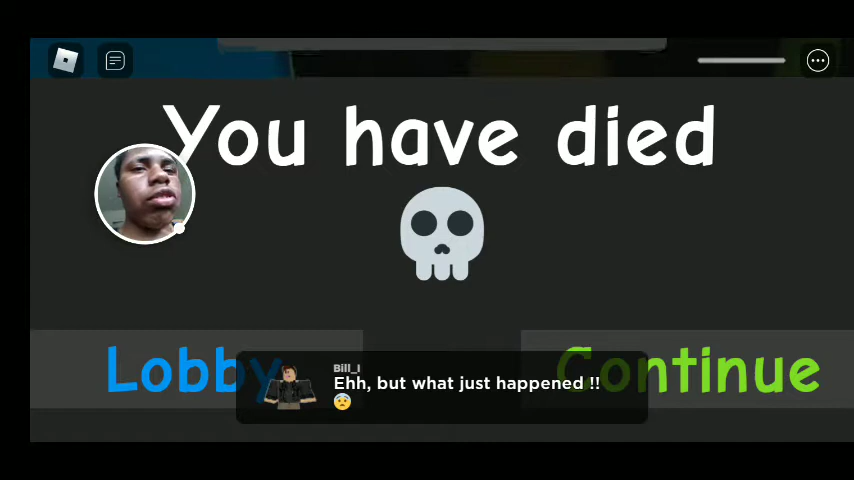 You have died
Lobby
Continue
Bill_I
Ehh, but what just happened !!